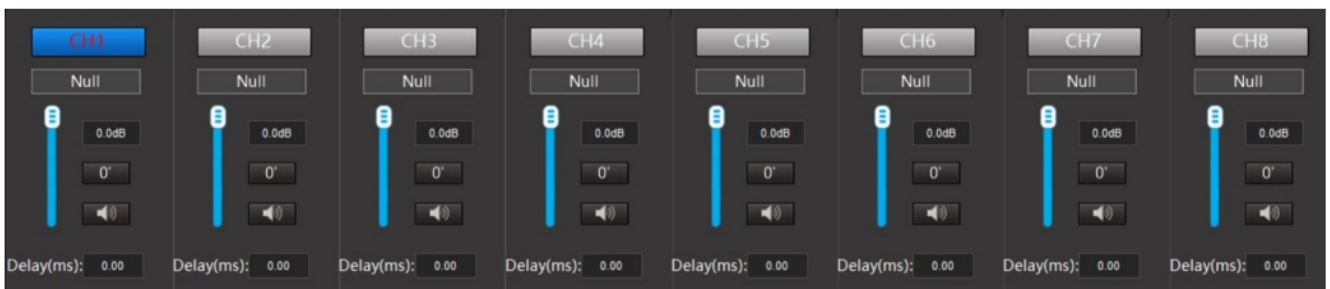 CH1 CH2 CH3 CH4 CH5 CH6 CH7 CH8
Null Null Null Null Null Null Null Null
0.0dB 0.0dB 0.0dB 0.0dB 0.0dB 0.0dB 0.0dB 0.0dB
0° 0° 0° 0° 0° 0° 0° 0°
Delay(ms): 0.00 Delay(ms): 0.00 Delay(ms): 0.00 Delay(ms): 0.00 Delay(ms): 0.00 Delay(ms): 0.00 Delay(ms): 0.00 Delay(ms): 0.00